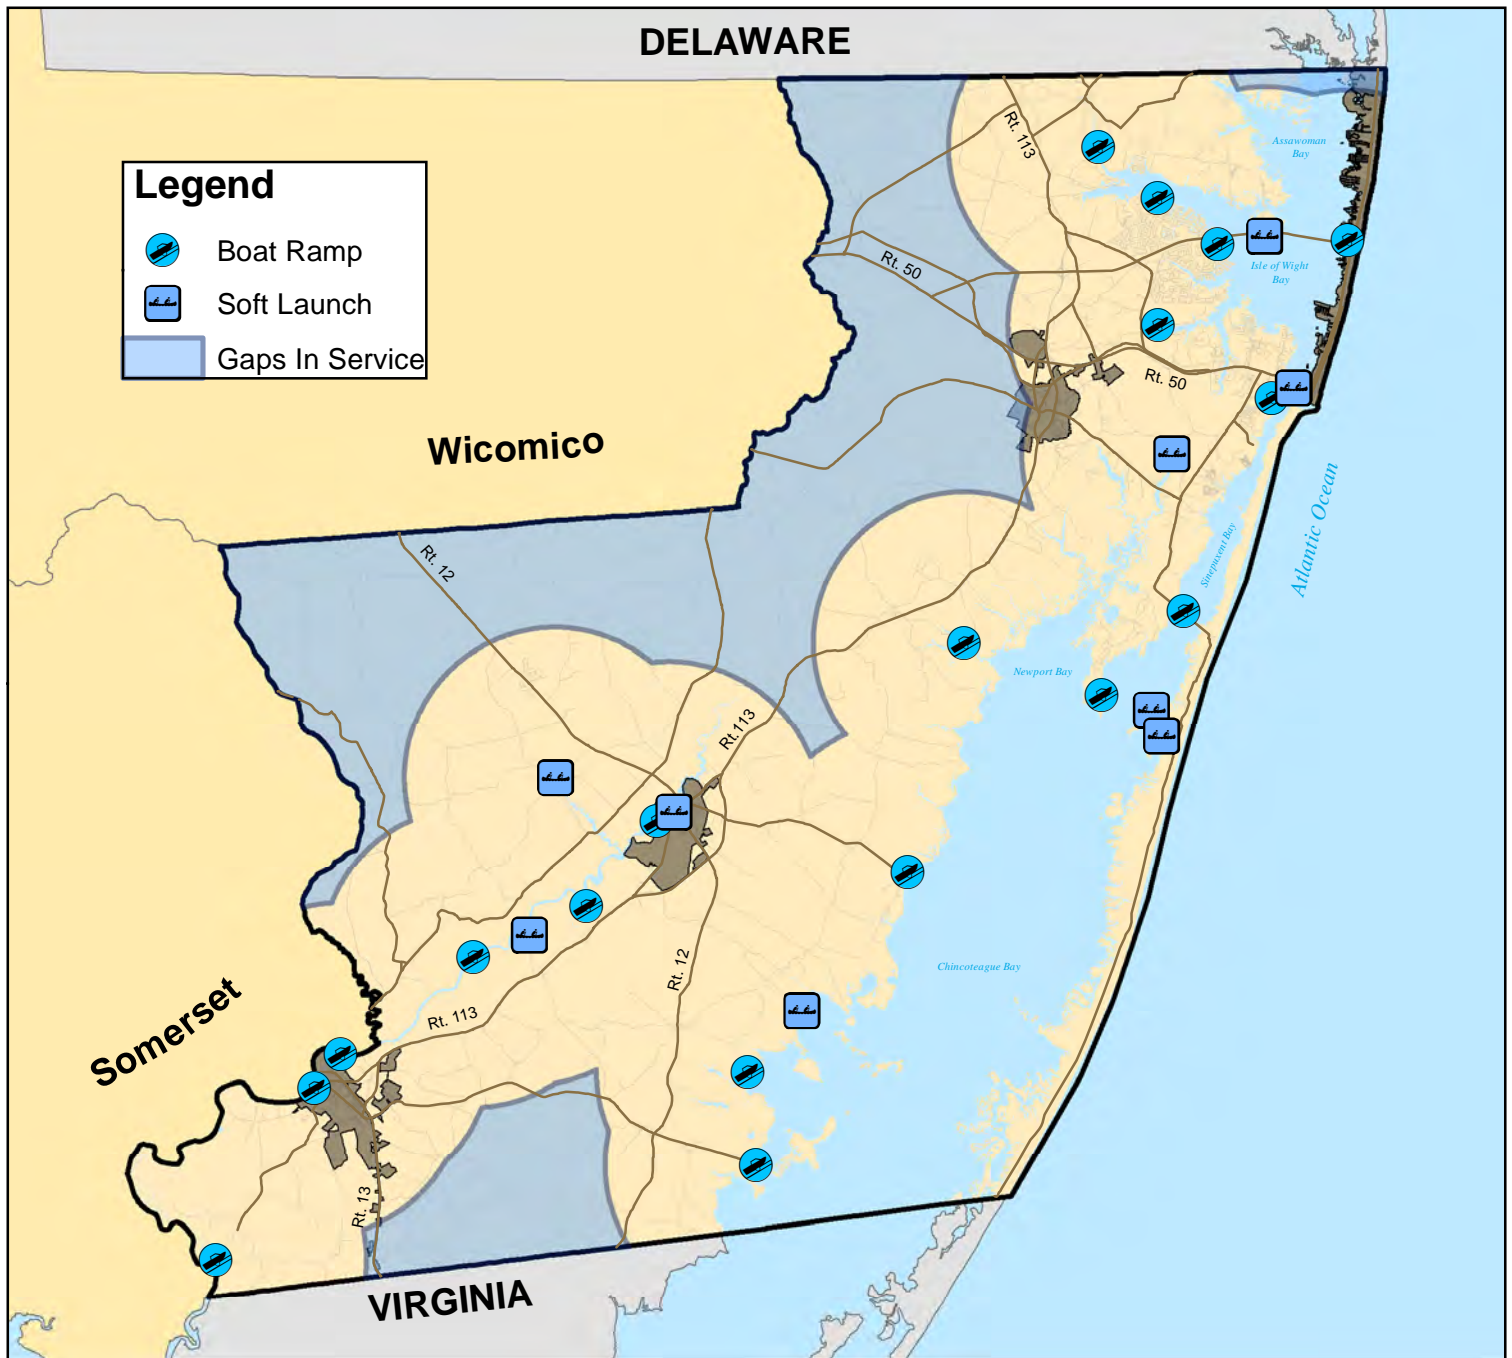 DELAWARE
Rt. 113
Assawoman
Bay
Legend
Boat Ramp
Soft Launch
Gaps In Service
Rt. 50
Isle of Wight
Bay
Rt. 50
Wicomico
Atlantic Ocean
Sinepuxent Bay
Rt. 12
Newport Bay
Rt. 113
Rt. 12
Chincoteague Bay
Somerset
Rt. 113
Rt. 13
VIRGINIA